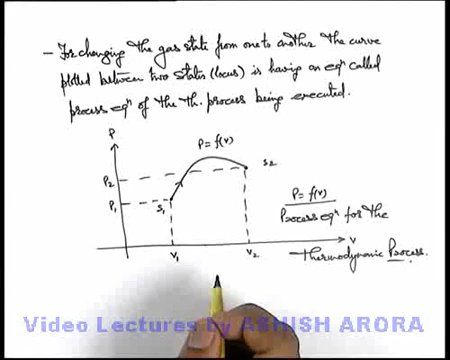 - For changing the gas state from one to another the curve
plotted between two states (locus) is having an eqⁿ called
process eqⁿ of the th. process being executed.
P
P = f(v)
P₂
S₂
P₁
S₁
P = f(v)
Process eqⁿ for the
V₁
V₂
V
Thermodynamic Process.
Video Lectures by ASHISH ARORA